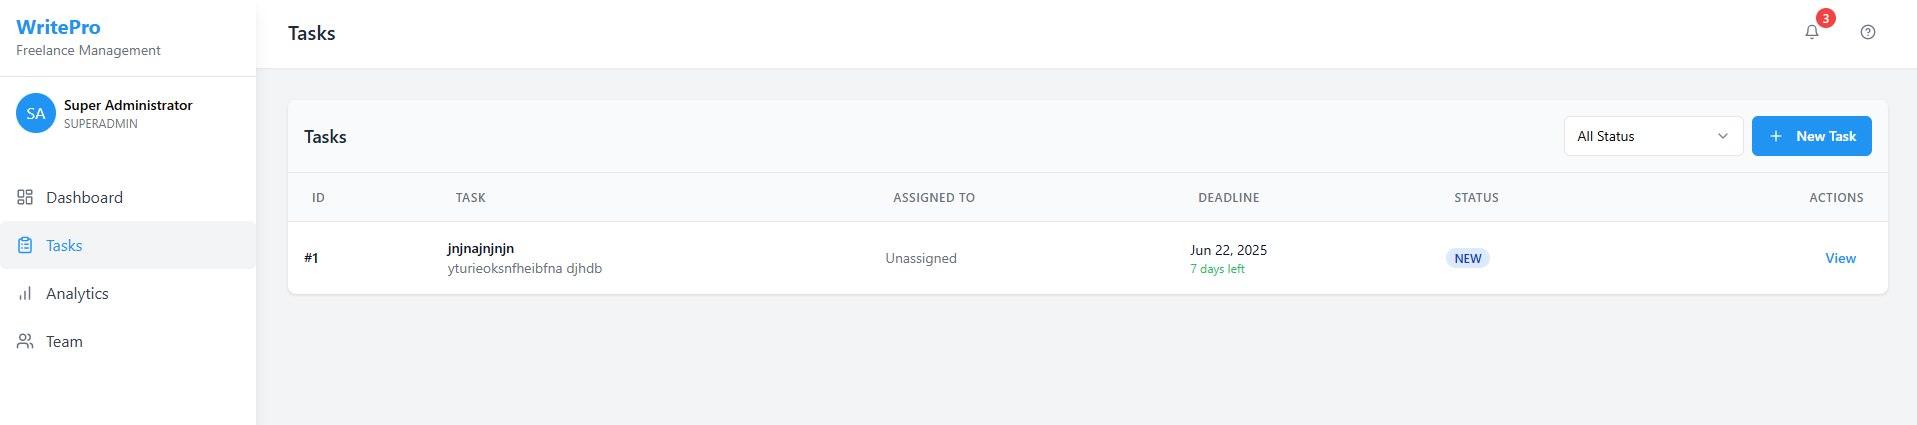 WritePro
Freelance Management
SA
Super Administrator
SUPERADMIN
Dashboard
Tasks
Analytics
Team
Tasks
3
Tasks
All Status
New Task
ID TASK ASSIGNED TO DEADLINE STATUS ACTIONS
#1
jnjnajnjnjn
yturieoksnfheibfna djhdb
Unassigned
Jun 22, 2025
7 days left
NEW
View